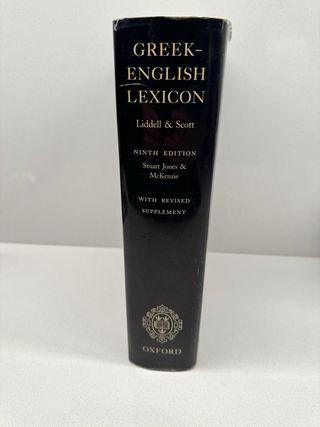 GREEK–
ENGLISH
LEXICON
Liddell & Scott
NINTH EDITION
Stuart Jones &
McKenzie
WITH REVISED
SUPPLEMENT
OXFORD